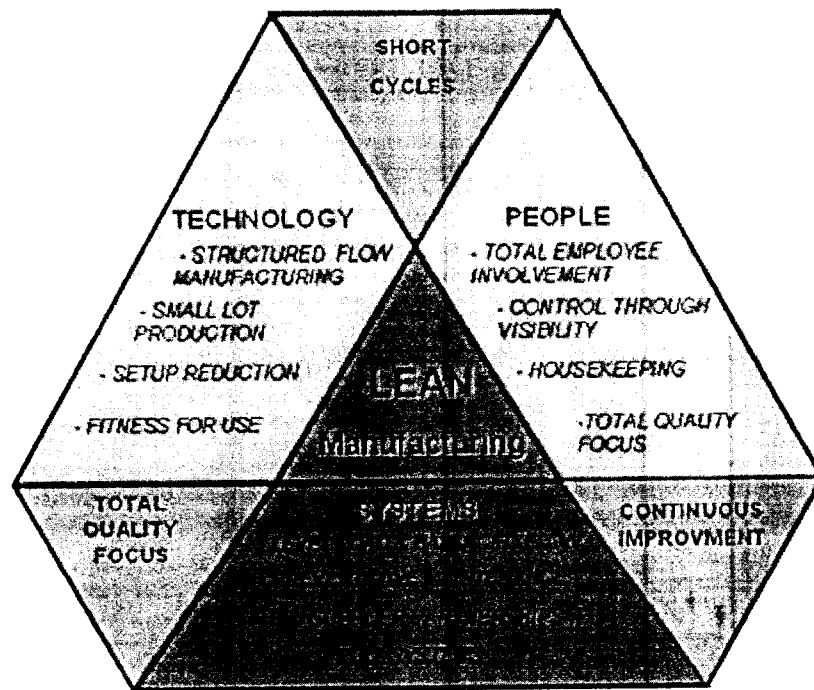 SHORT
CYCLES
TECHNOLOGY
- STRUCTURED FLOW
MANUFACTURING
- SMALL LOT
PRODUCTION
- SETUP REDUCTION
- FITNESS FOR USE
PEOPLE
- TOTAL EMPLOYEE
INVOLVEMENT
- CONTROL THROUGH
VISIBILITY
- HOUSEKEEPING
- TOTAL QUALITY
FOCUS
LEAN
Manufacturing
TOTAL
QUALITY
FOCUS
SYSTEMS
CONTINUOUS
IMPROVMENT